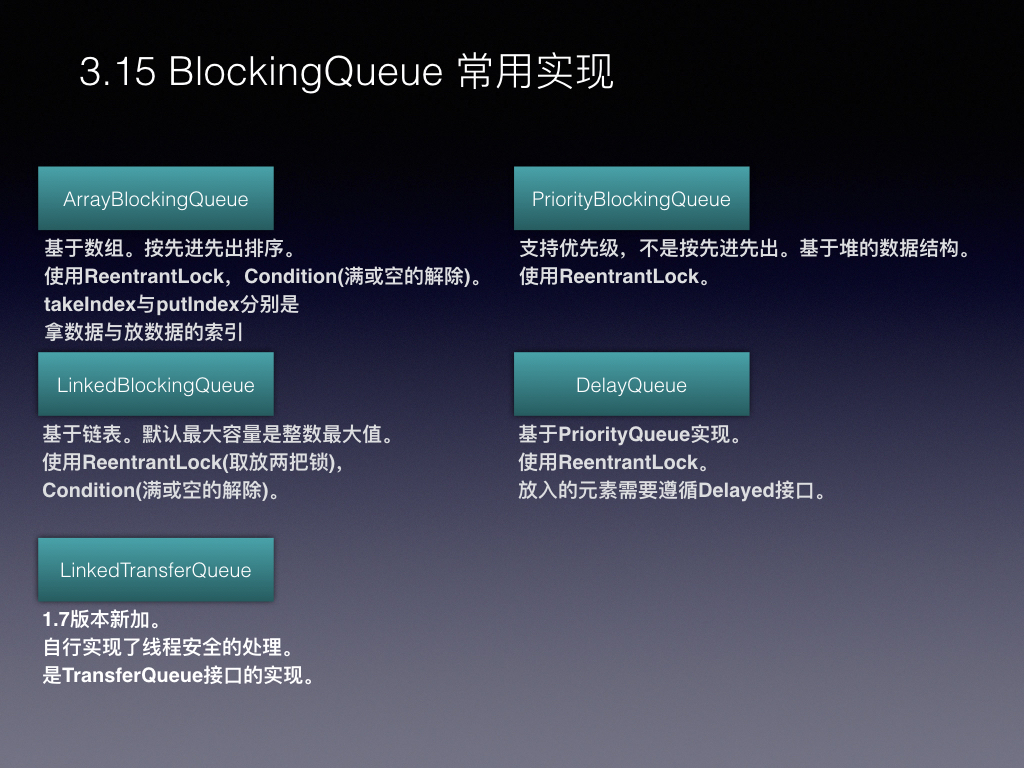 3.15 BlockingQueue 常用实现
ArrayBlockingQueue
基于数组。按先进先出排序。
使用ReentrantLock，Condition(满或空的解除)。
takeIndex与putIndex分别是
拿数据与放数据的索引
PriorityBlockingQueue
支持优先级，不是按先进先出。基于堆的数据结构。
使用ReentrantLock。
LinkedBlockingQueue
基于链表。默认最大容量是整数最大值。
使用ReentrantLock(取放两把锁)，
Condition(满或空的解除)。
DelayQueue
基于PriorityQueue实现。
使用ReentrantLock。
放入的元素需要遵循Delayed接口。
LinkedTransferQueue
1.7版本新加。
自行实现了线程安全的处理。
是TransferQueue接口的实现。